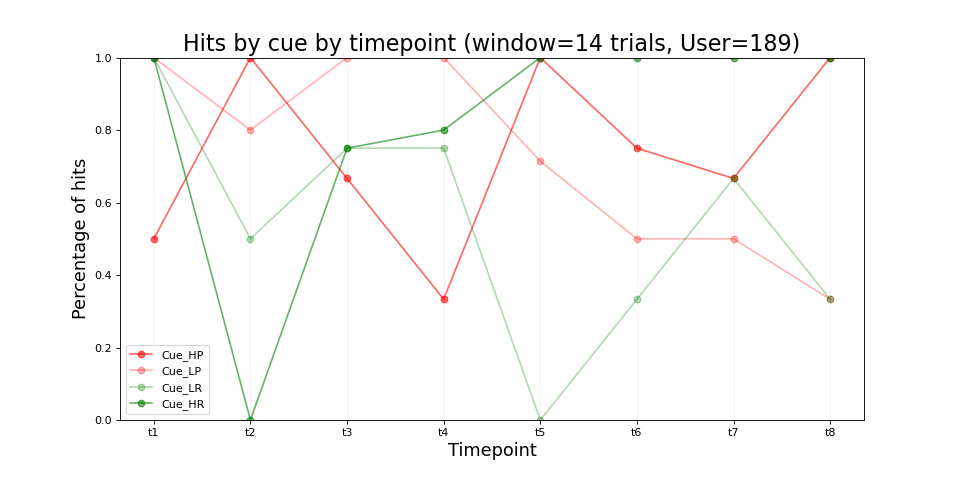 Hits by cue by timepoint (window=14 trials, User=189)
Percentage of hits
1.0
0.8
0.6
0.4
0.2
0.0
Cue_HP
Cue_LP
Cue_LR
Cue_HR
t1 t2 t3 t4 t5 t6 t7 t8
Timepoint